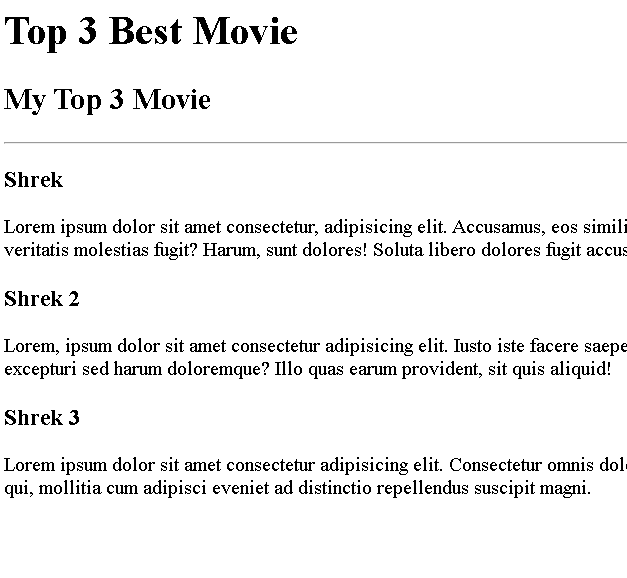 Top 3 Best Movie
My Top 3 Movie
Shrek
Lorem ipsum dolor sit amet consectetur, adipisicing elit. Accusamus, eos simili
veritatis molestias fugit? Harum, sunt dolores! Soluta libero dolores fugit accus
Shrek 2
Lorem, ipsum dolor sit amet consectetur adipisicing elit. Iusto iste facere saepe
excepturi sed harum doloremque? Illo quas earum provident, sit quis aliquid!
Shrek 3
Lorem ipsum dolor sit amet consectetur adipisicing elit. Consectetur omnis dol
qui, mollitia cum adipisci eveniet ad distinctio repellendus suscipit magni.